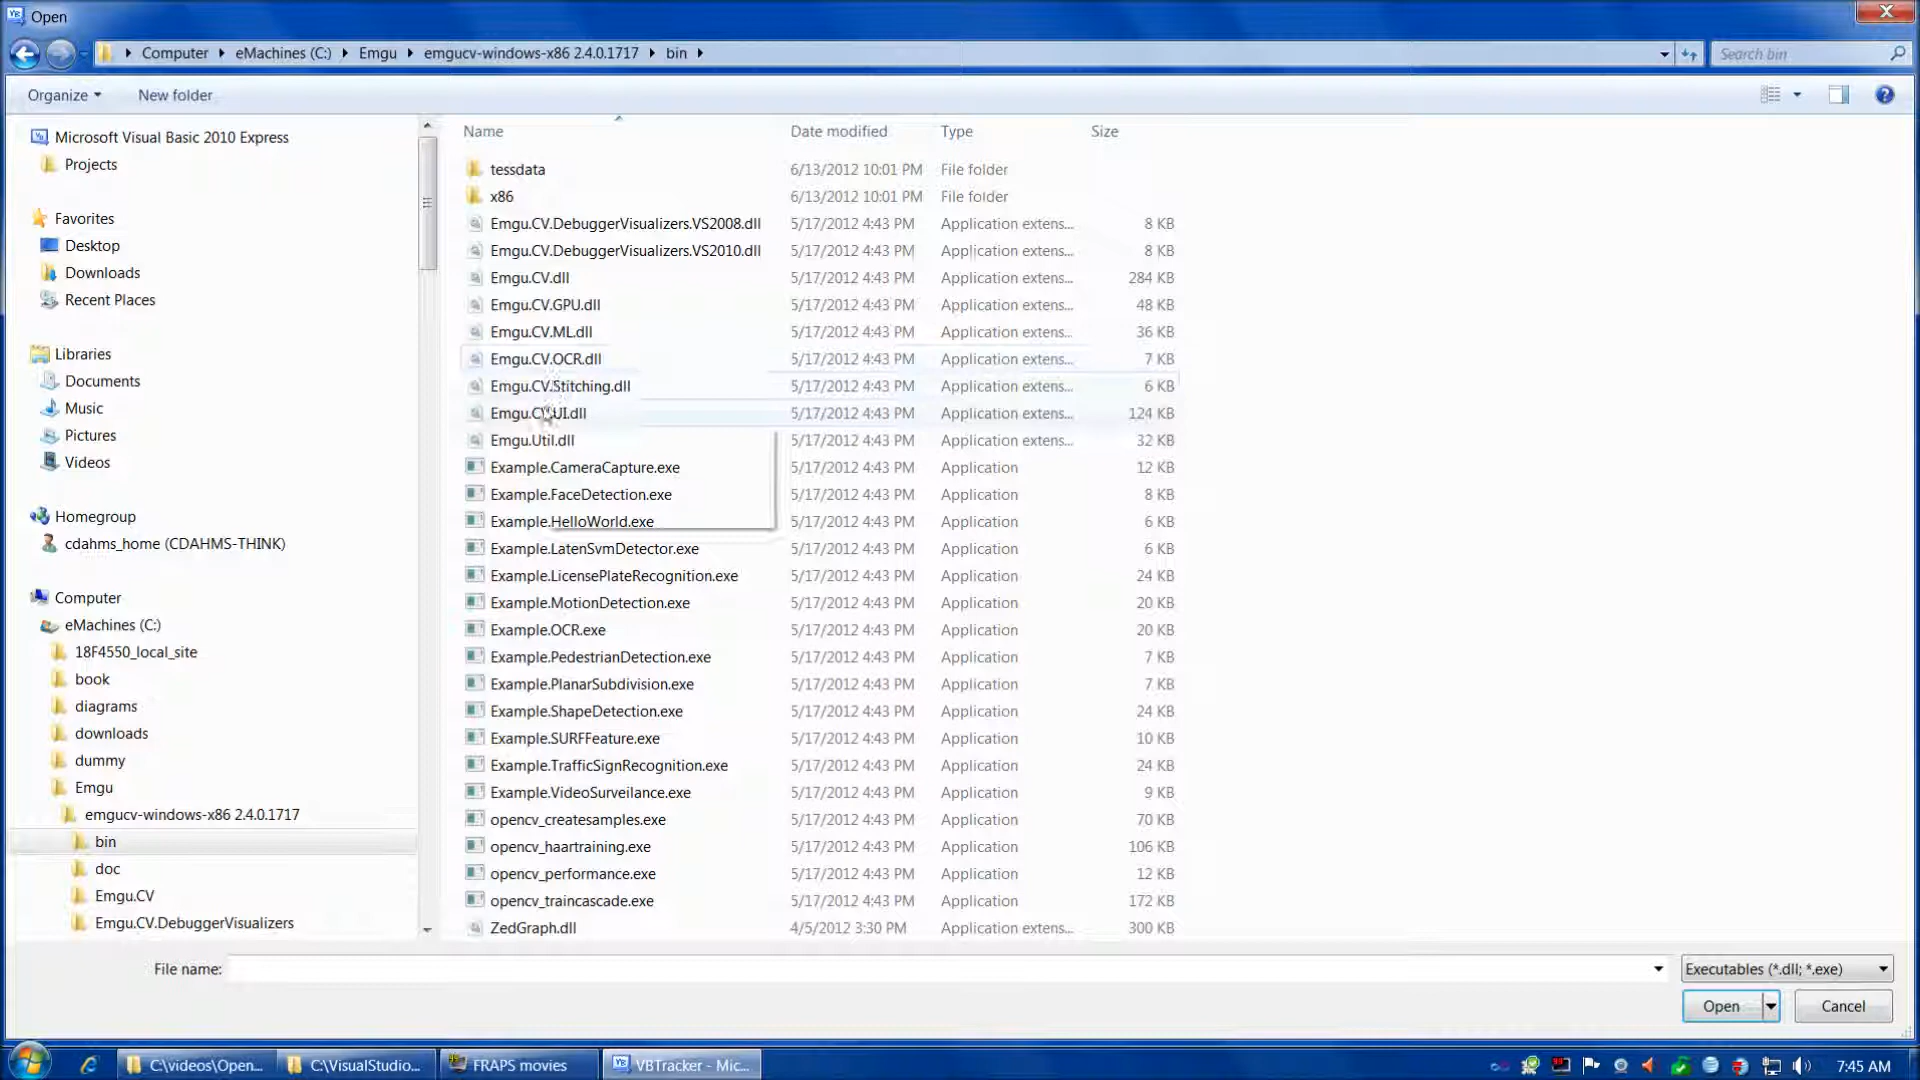 Open
Computer eMachines (C:) Emgu emgucv-windows-x86 2.4.0.1717 bin
Search bin
Organize New folder
Microsoft Visual Basic 2010 Express
Projects
Favorites
Desktop
Downloads
Recent Places
Libraries
Documents
Music
Pictures
Videos
Homegroup
cdahms_home (CDAHMS-THINK)
Computer
eMachines (C:)
18F4550_local_site
book
diagrams
downloads
dummy
Emgu
emgucv-windows-x86 2.4.0.1717
bin
doc
Emgu.CV
Emgu.CV.DebuggerVisualizers
Name Date modified Type Size
tessdata 6/13/2012 10:01 PM File folder
x86 6/13/2012 10:01 PM File folder
Emgu.CV.DebuggerVisualizers.VS2008.dll 5/17/2012 4:43 PM Application extens... 8 KB
Emgu.CV.DebuggerVisualizers.VS2010.dll 5/17/2012 4:43 PM Application extens... 8 KB
Emgu.CV.dll 5/17/2012 4:43 PM Application extens... 284 KB
Emgu.CV.GPU.dll 5/17/2012 4:43 PM Application extens... 48 KB
Emgu.CV.ML.dll 5/17/2012 4:43 PM Application extens... 36 KB
Emgu.CV.OCR.dll 5/17/2012 4:43 PM Application extens... 7 KB
Emgu.CV.Stitching.dll 5/17/2012 4:43 PM Application extens... 6 KB
Emgu.CV.UI.dll 5/17/2012 4:43 PM Application extens... 124 KB
Emgu.Util.dll 5/17/2012 4:43 PM Application extens... 32 KB
Example.CameraCapture.exe 5/17/2012 4:43 PM Application 12 KB
Example.FaceDetection.exe 5/17/2012 4:43 PM Application 8 KB
Example.HelloWorld.exe 5/17/2012 4:43 PM Application 6 KB
Example.LatenSvmDetector.exe 5/17/2012 4:43 PM Application 6 KB
Example.LicensePlateRecognition.exe 5/17/2012 4:43 PM Application 24 KB
Example.MotionDetection.exe 5/17/2012 4:43 PM Application 20 KB
Example.OCR.exe 5/17/2012 4:43 PM Application 20 KB
Example.PedestrianDetection.exe 5/17/2012 4:43 PM Application 7 KB
Example.PlanarSubdivision.exe 5/17/2012 4:43 PM Application 7 KB
Example.ShapeDetection.exe 5/17/2012 4:43 PM Application 24 KB
Example.SURFFeature.exe 5/17/2012 4:43 PM Application 10 KB
Example.TrafficSignRecognition.exe 5/17/2012 4:43 PM Application 24 KB
Example.VideoSurveilance.exe 5/17/2012 4:43 PM Application 9 KB
opencv_createsamples.exe 5/17/2012 4:43 PM Application 70 KB
opencv_haartraining.exe 5/17/2012 4:43 PM Application 106 KB
opencv_performance.exe 5/17/2012 4:43 PM Application 12 KB
opencv_traincascade.exe 5/17/2012 4:43 PM Application 172 KB
ZedGraph.dll 4/5/2012 3:30 PM Application extens... 300 KB
File name: Executables (*.dll; *.exe)
Open Cancel
C:\videos\Open... C:\VisualStudio... FRAPS movies VBTracker - Mic... 7:45 AM